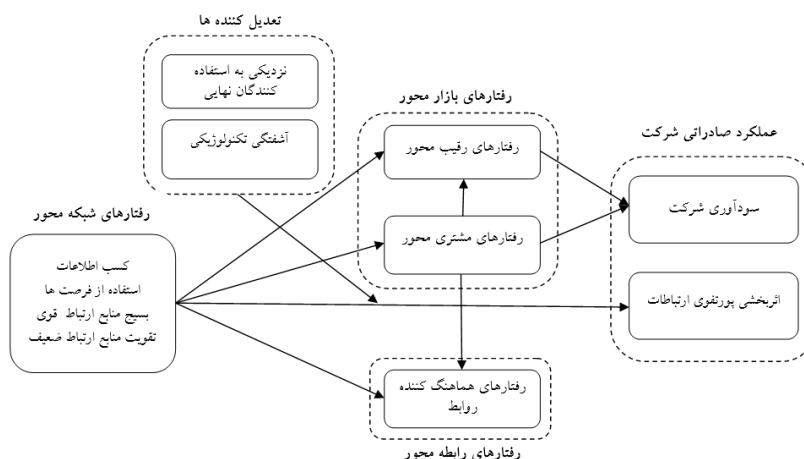 تعدیل کننده ها
نزدیکی به استفاده
کنندگان نهایی
آشفتگی تکنولوژیکی
رفتارهای بازار محور
رفتارهای رقیب محور
رفتارهای مشتری محور
عملکرد صادراتی شرکت
سودآوری شرکت
اثربخشی پورتفوی ارتباطات
رفتارهای شبکه محور
کسب اطلاعات
استفاده از فرصت ها
بسیج منابع ارتباط قوی
تقویت منابع ارتباط ضعیف
رفتارهای هماهنگ کننده
روابط
رفتارهای رابطه محور